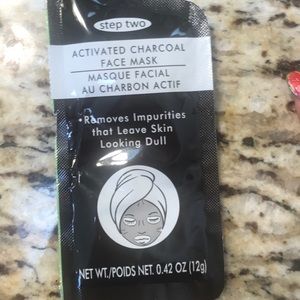 step two
ACTIVATED CHARCOAL
FACE MASK
MASQUE FACIAL
AU CHARBON ACTIF
•Removes Impurities
that Leave Skin
Looking Dull
NET WT./POIDS NET. 0.42 OZ (12g)